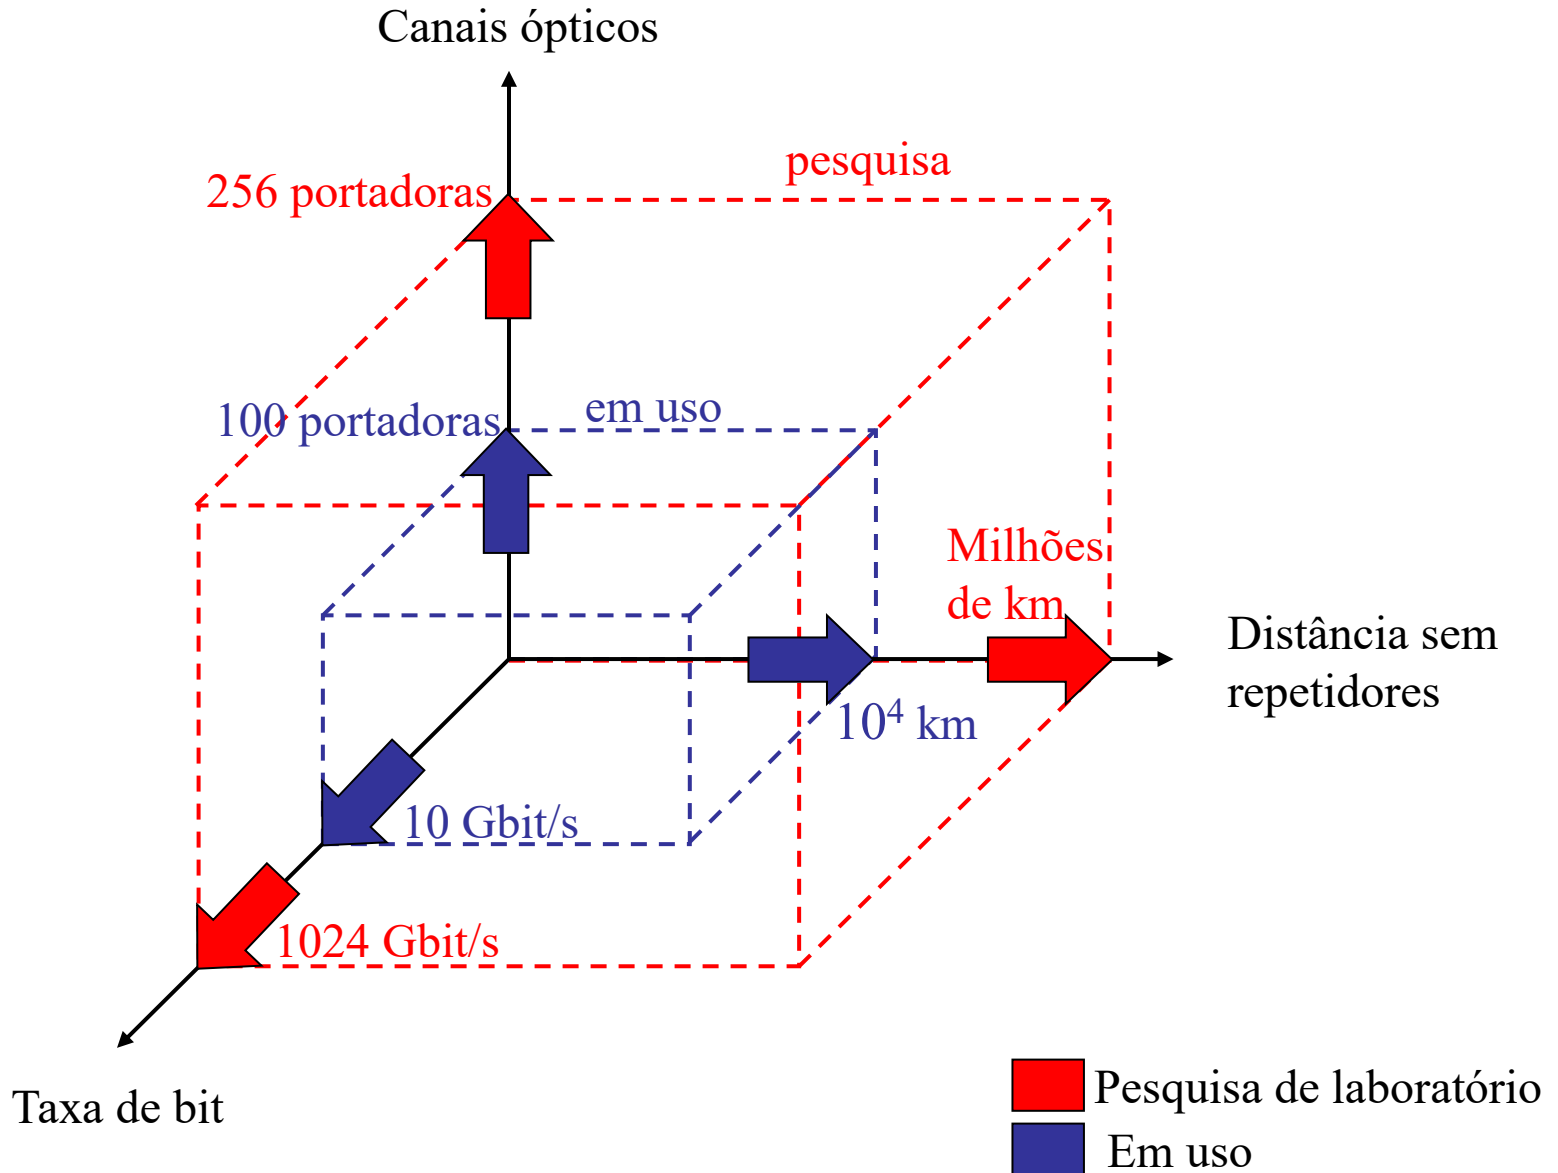 Canais ópticos
pesquisa
256 portadoras
em uso
100 portadoras
Milhões
de km
Distância sem
repetidores
10⁴ km
10 Gbit/s
1024 Gbit/s
Taxa de bit
Pesquisa de laboratório
Em uso